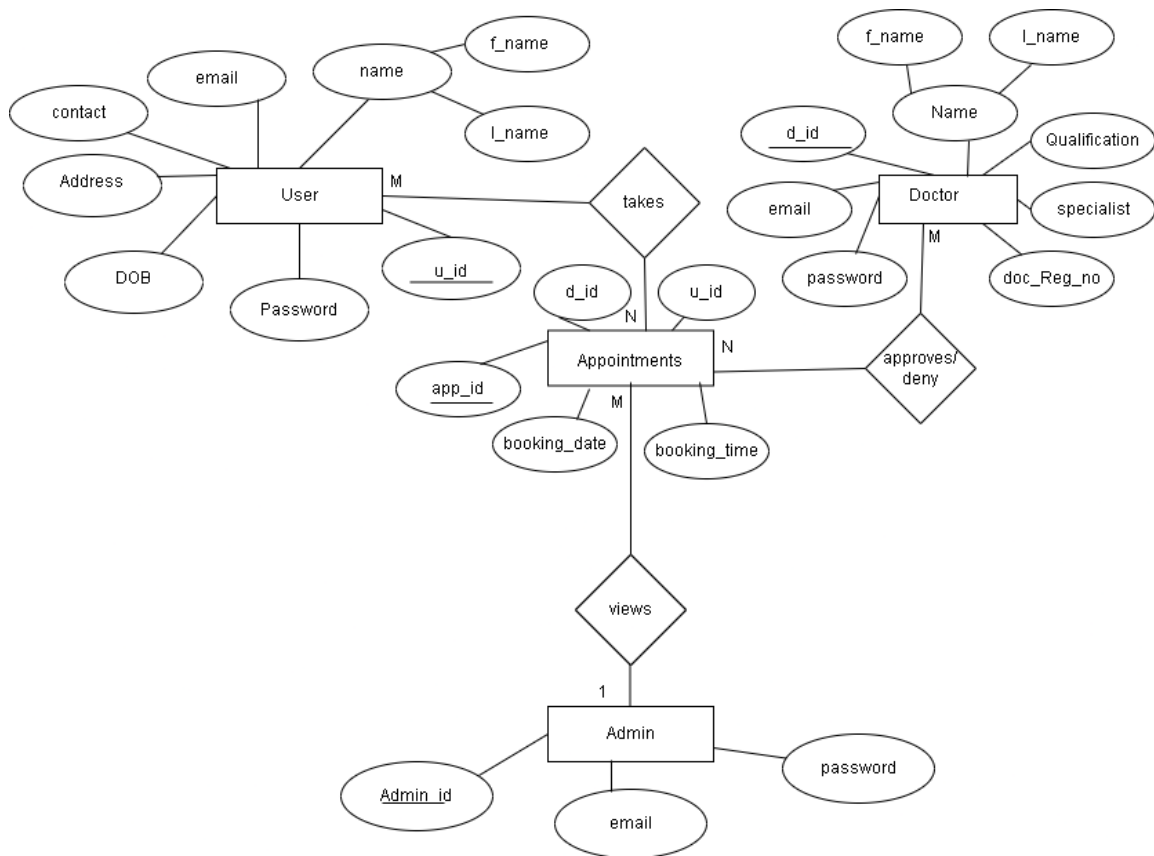 f_name
name
email
contact
l_name
Address
User
M
takes
DOB
u_id
Password
f_name
l_name
Name
d_id
Qualification
email
Doctor
specialist
M
password
doc_Reg_no
d_id
u_id
N
Appointments
N
approves/
deny
app_id
M
booking_date
booking_time
views
1
Admin
Admin_id
email
password